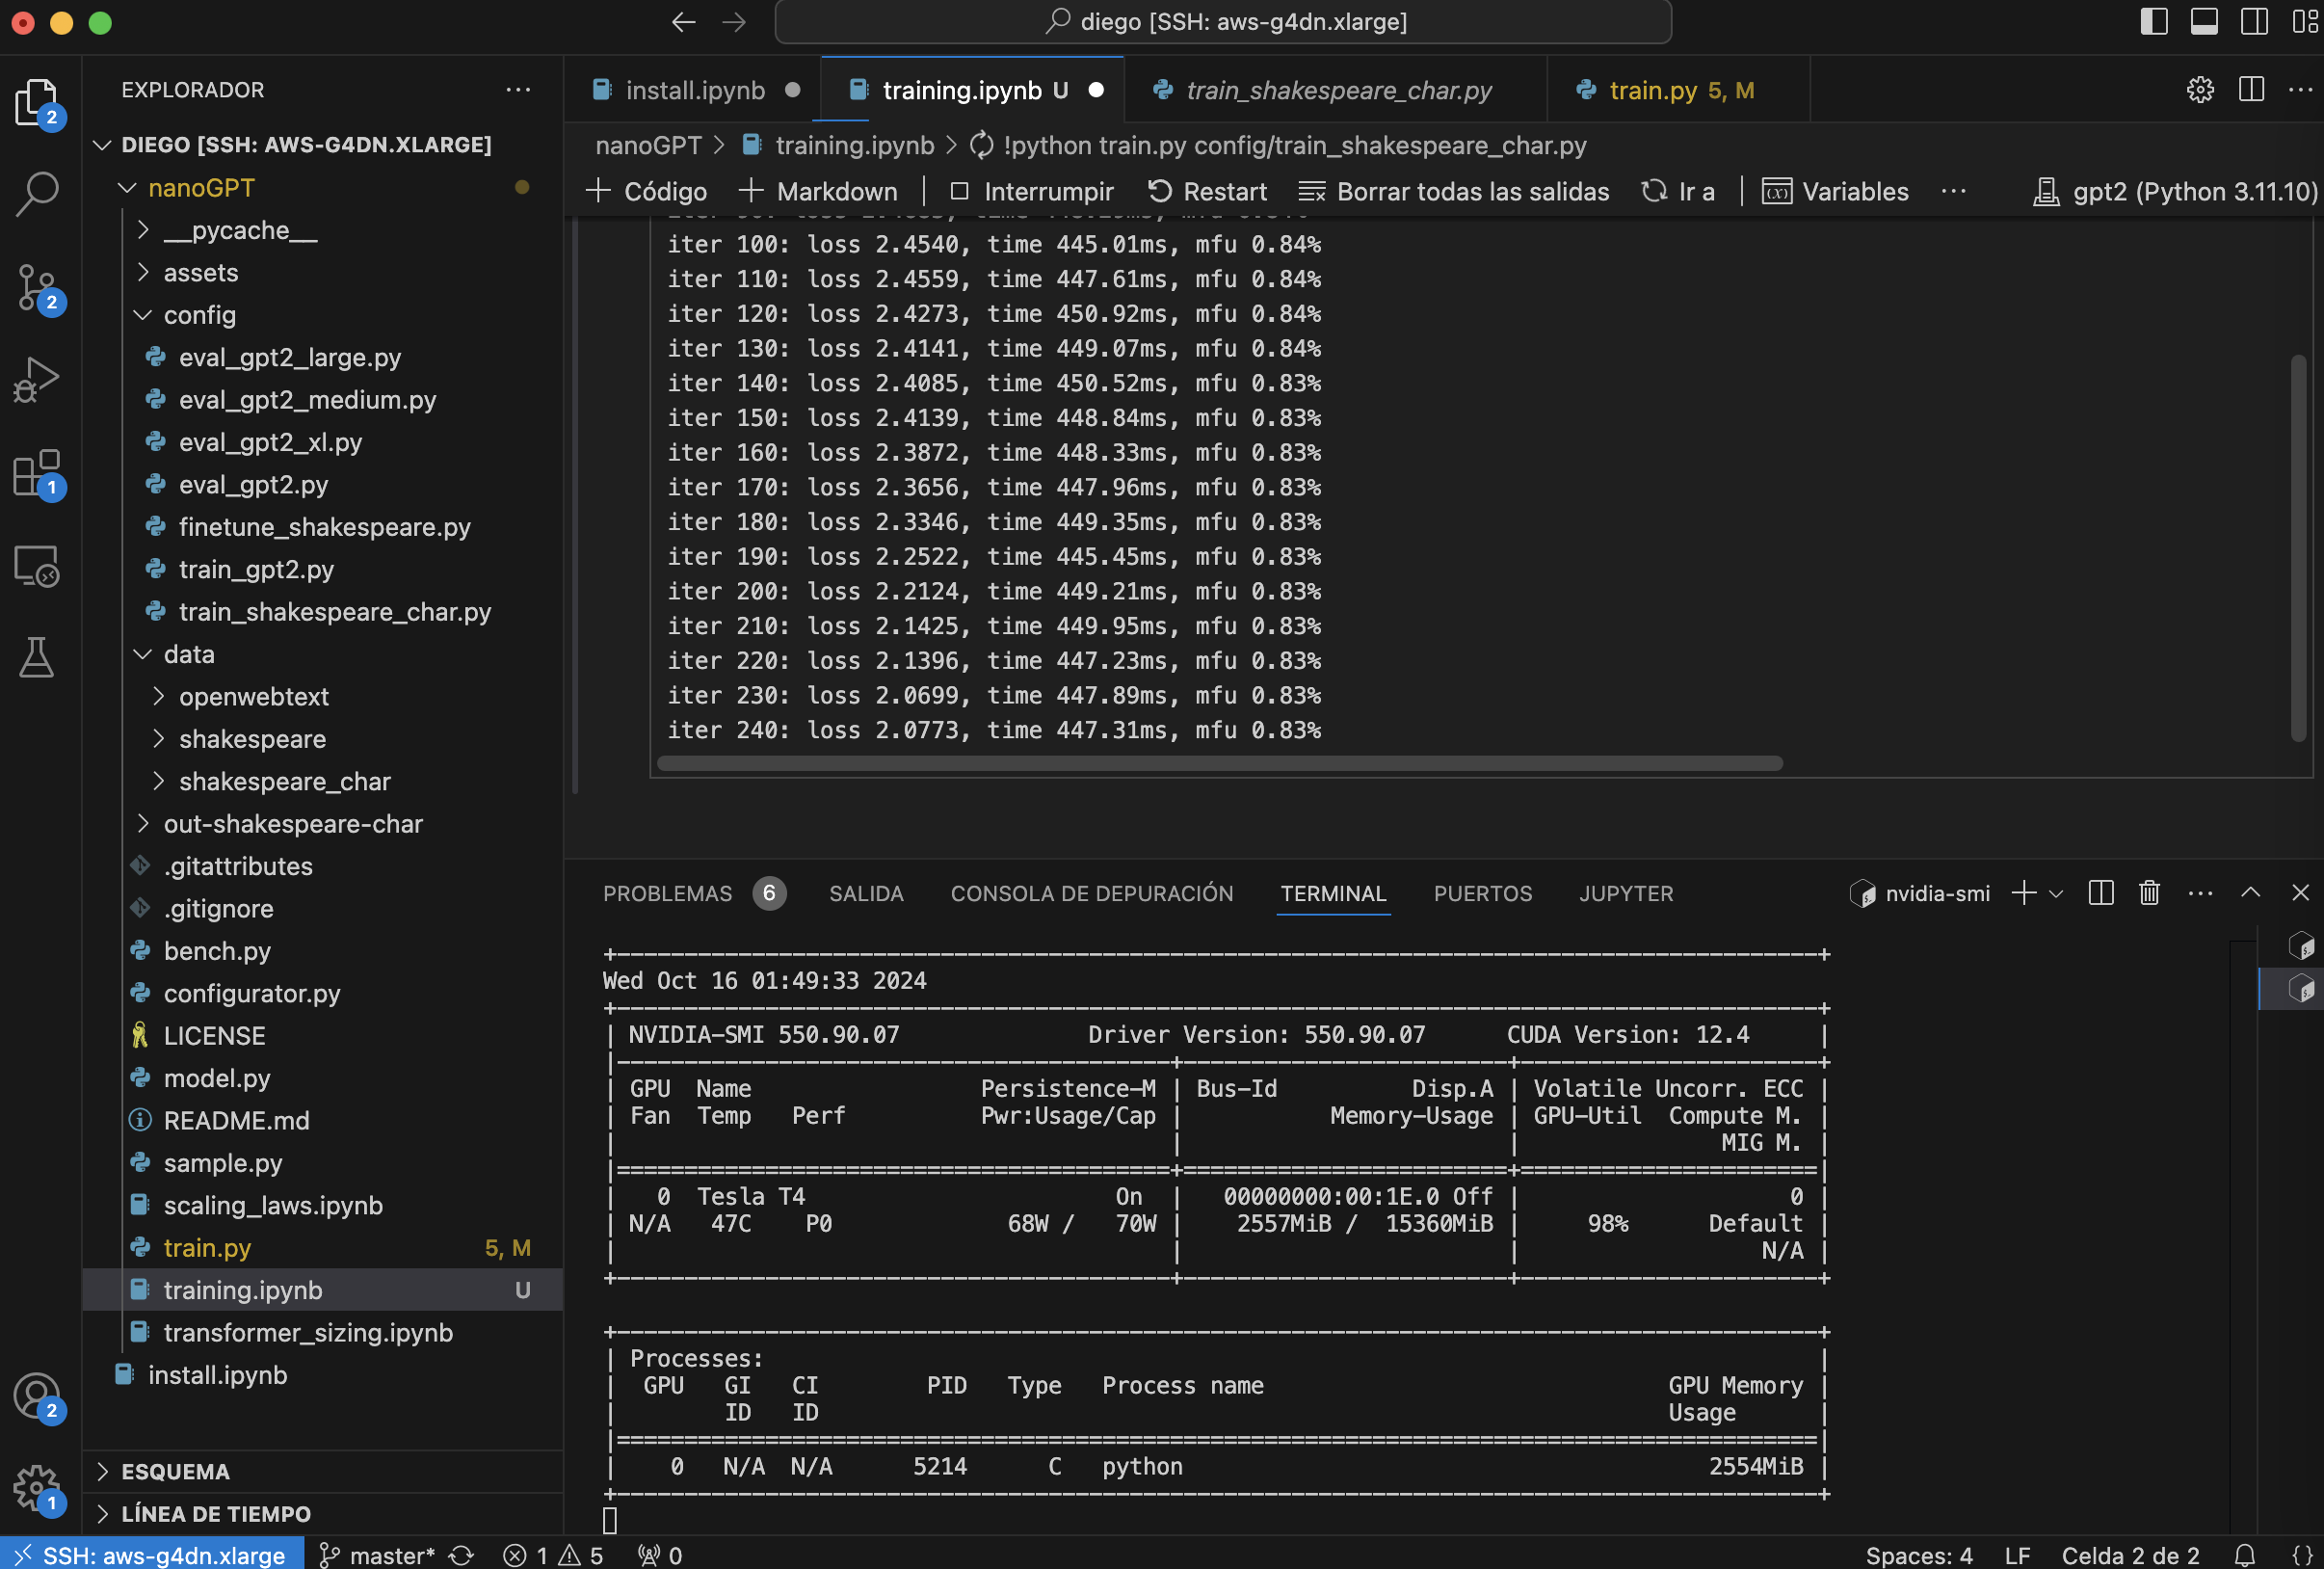 diego [SSH: aws-g4dn.xlarge]
EXPLORADOR
install.ipynb
training.ipynb U
train_shakespeare_char.py
train.py 5, M
2
DIEGO [SSH: AWS-G4DN.XLARGE]
nanoGPT > training.ipynb > !python train.py config/train_shakespeare_char.py
nanoGPT
Código Markdown Interrumpir Restart Borrar todas las salidas Ir a Variables gpt2 (Python 3.11.10)
__pycache__
assets
2
config
eval_gpt2_large.py
eval_gpt2_medium.py
eval_gpt2_xl.py
1
eval_gpt2.py
finetune_shakespeare.py
train_gpt2.py
train_shakespeare_char.py
data
openwebtext
shakespeare
shakespeare_char
out-shakespeare-char
.gitattributes
.gitignore
bench.py
configurator.py
LICENSE
model.py
README.md
sample.py
scaling_laws.ipynb
train.py 5, M
training.ipynb U
transformer_sizing.ipynb
install.ipynb
2
ESQUEMA
1
LÍNEA DE TIEMPO
iter 100: loss 2.4540, time 445.01ms, mfu 0.84%
iter 110: loss 2.4559, time 447.61ms, mfu 0.84%
iter 120: loss 2.4273, time 450.92ms, mfu 0.84%
iter 130: loss 2.4141, time 449.07ms, mfu 0.84%
iter 140: loss 2.4085, time 450.52ms, mfu 0.83%
iter 150: loss 2.4139, time 448.84ms, mfu 0.83%
iter 160: loss 2.3872, time 448.33ms, mfu 0.83%
iter 170: loss 2.3656, time 447.96ms, mfu 0.83%
iter 180: loss 2.3346, time 449.35ms, mfu 0.83%
iter 190: loss 2.2522, time 445.45ms, mfu 0.83%
iter 200: loss 2.2124, time 449.21ms, mfu 0.83%
iter 210: loss 2.1425, time 449.95ms, mfu 0.83%
iter 220: loss 2.1396, time 447.23ms, mfu 0.83%
iter 230: loss 2.0699, time 447.89ms, mfu 0.83%
iter 240: loss 2.0773, time 447.31ms, mfu 0.83%
PROBLEMAS 6 SALIDA CONSOLA DE DEPURACIÓN TERMINAL PUERTOS JUPYTER nvidia-smi
Wed Oct 16 01:49:33 2024
NVIDIA-SMI 550.90.07 Driver Version: 550.90.07 CUDA Version: 12.4
GPU Name Persistence-M | Bus-Id Disp.A | Volatile Uncorr. ECC
Fan Temp Perf Pwr:Usage/Cap | Memory-Usage | GPU-Util Compute M.
MIG M.
0 Tesla T4 On | 00000000:00:1E.0 Off | 0
N/A 47C P0 68W / 70W | 2557MiB / 15360MiB | 98% Default
N/A
Processes:
GPU GI CI PID Type Process name GPU Memory
ID ID Usage
0 N/A N/A 5214 C python 2554MiB
SSH: aws-g4dn.xlarge master* 1 5 0 Spaces: 4 LF Celda 2 de 2